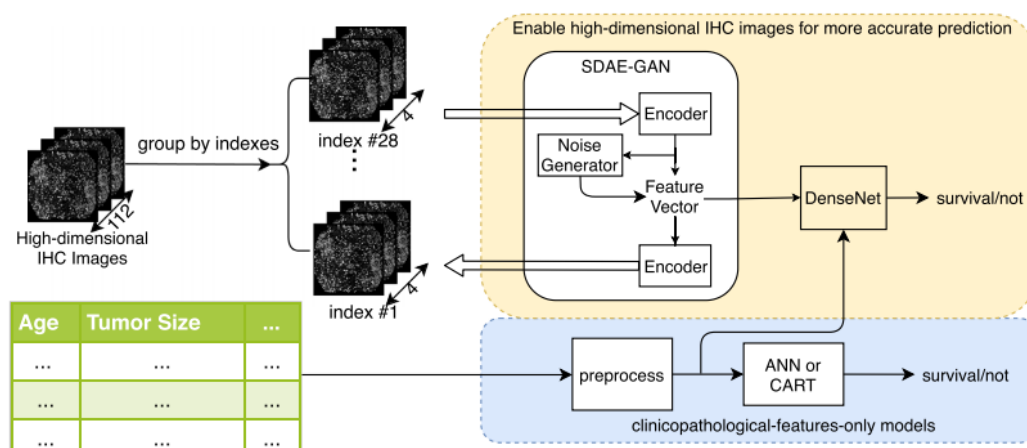 Enable high-dimensional IHC images for more accurate prediction
SDAE-GAN
Encoder
4
index #28
group by indexes
Noise
Generator
112
High-dimensional
IHC Images
Feature
Vector
DenseNet
survival/not
Encoder
4
index #1
Age Tumor Size ...
... ... ...
... ... ...
... ... ...
preprocess
ANN or
CART
survival/not
clinicopathological-features-only models